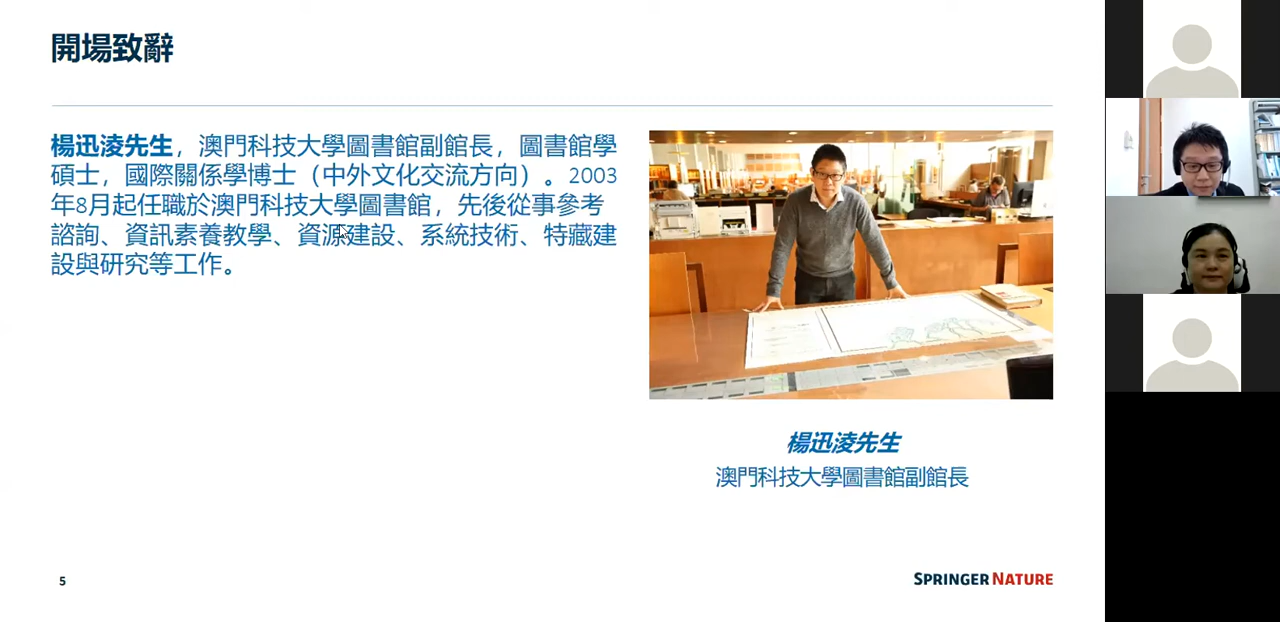 開場致辭
楊迅淩先生，澳門科技大學圖書館副館長，圖書館學
碩士，國際關係學博士（中外文化交流方向）。2003
年8月起任職於澳門科技大學圖書館，先後從事參考
諮詢、資訊素養教學、資源建設、系統技術、特藏建
設與研究等工作。
楊迅淩先生
澳門科技大學圖書館副館長
5
SPRINGER NATURE